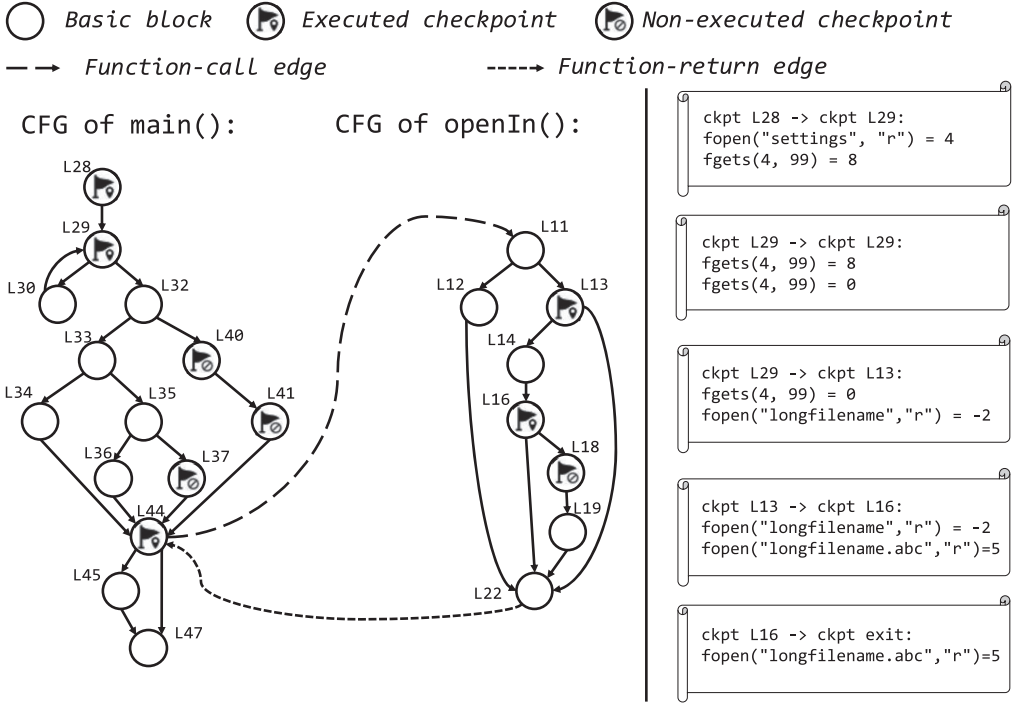 Basic block
Executed checkpoint
Non-executed checkpoint
Function-call edge
Function-return edge
CFG of main():
CFG of openIn():
L28
L29
L30
L32
L33
L40
L34
L35
L41
L36
L37
L44
L45
L47
L11
L12
L13
L14
L16
L18
L19
L22
ckpt L28 -> ckpt L29:
fopen("settings", "r") = 4
fgets(4, 99) = 8
ckpt L29 -> ckpt L29:
fgets(4, 99) = 8
fgets(4, 99) = 0
ckpt L29 -> ckpt L13:
fgets(4, 99) = 0
fopen("longfilename","r") = -2
ckpt L13 -> ckpt L16:
fopen("longfilename","r") = -2
fopen("longfilename.abc","r")=5
ckpt L16 -> ckpt exit:
fopen("longfilename.abc","r")=5